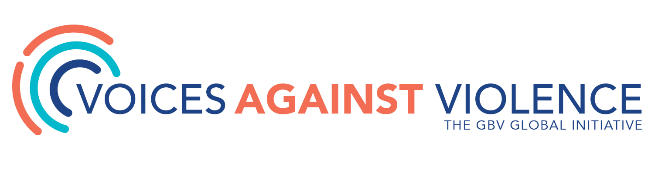 VOICES AGAINST VIOLENCE
THE GBV GLOBAL INITIATIVE